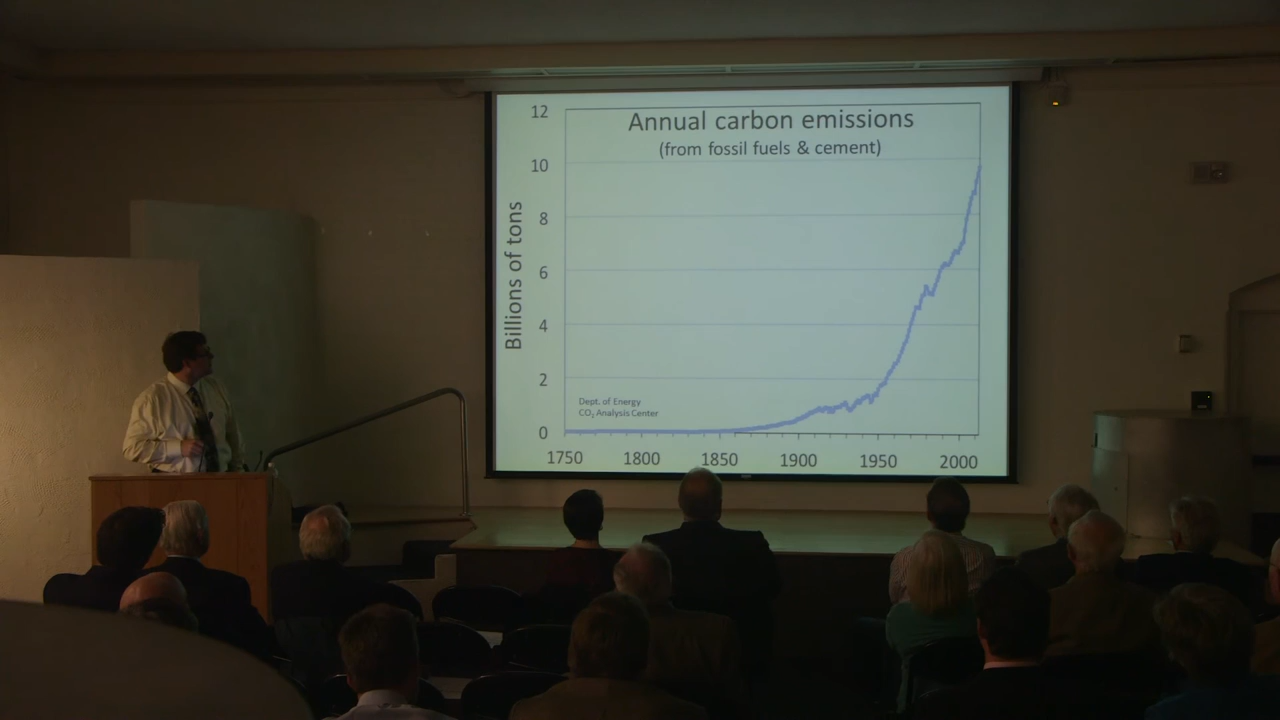 Annual carbon emissions
(from fossil fuels & cement)
Billions of tons
12
10
8
6
4
2
0
Dept. of Energy
CO₂ Analysis Center
1750 1800 1850 1900 1950 2000